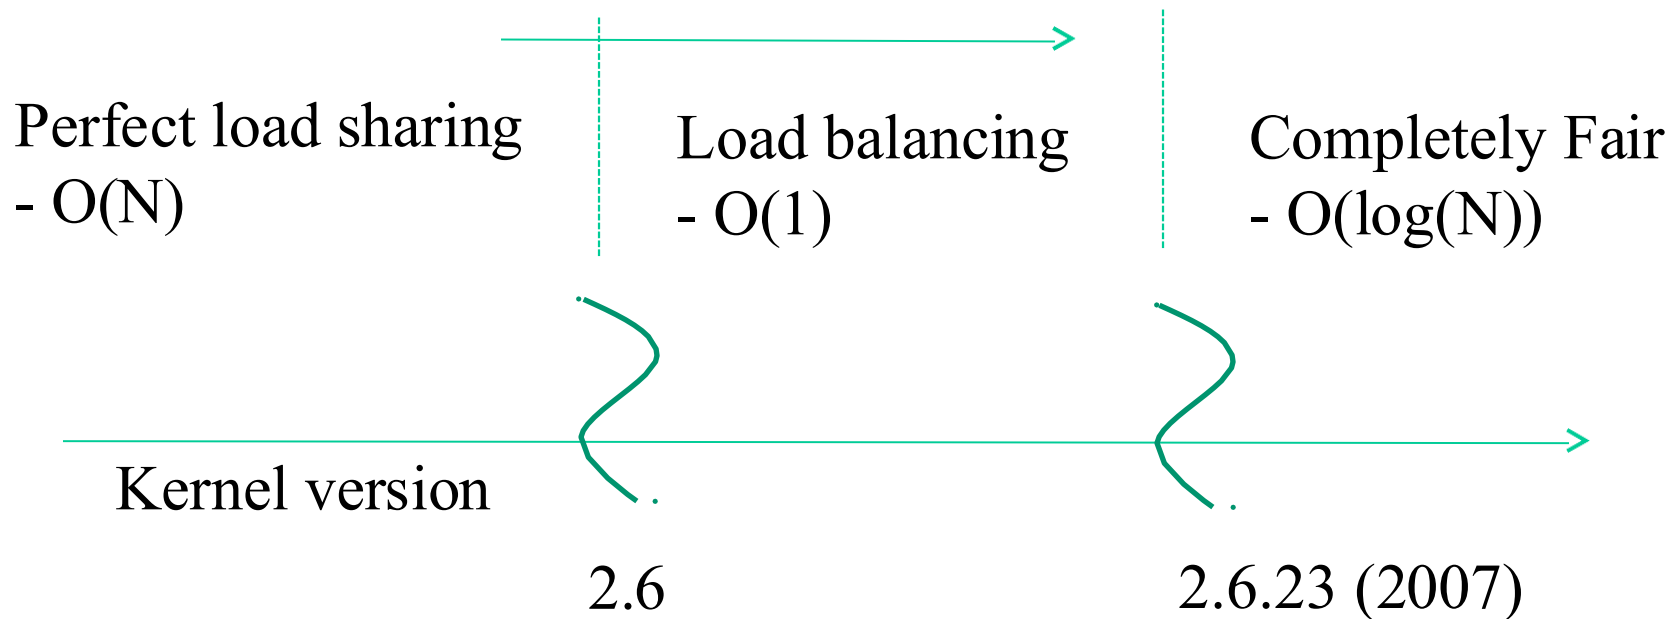 Perfect load sharing
- O(N)
Load balancing
- O(1)
Completely Fair
- O(log(N))
Kernel version
2.6
2.6.23 (2007)